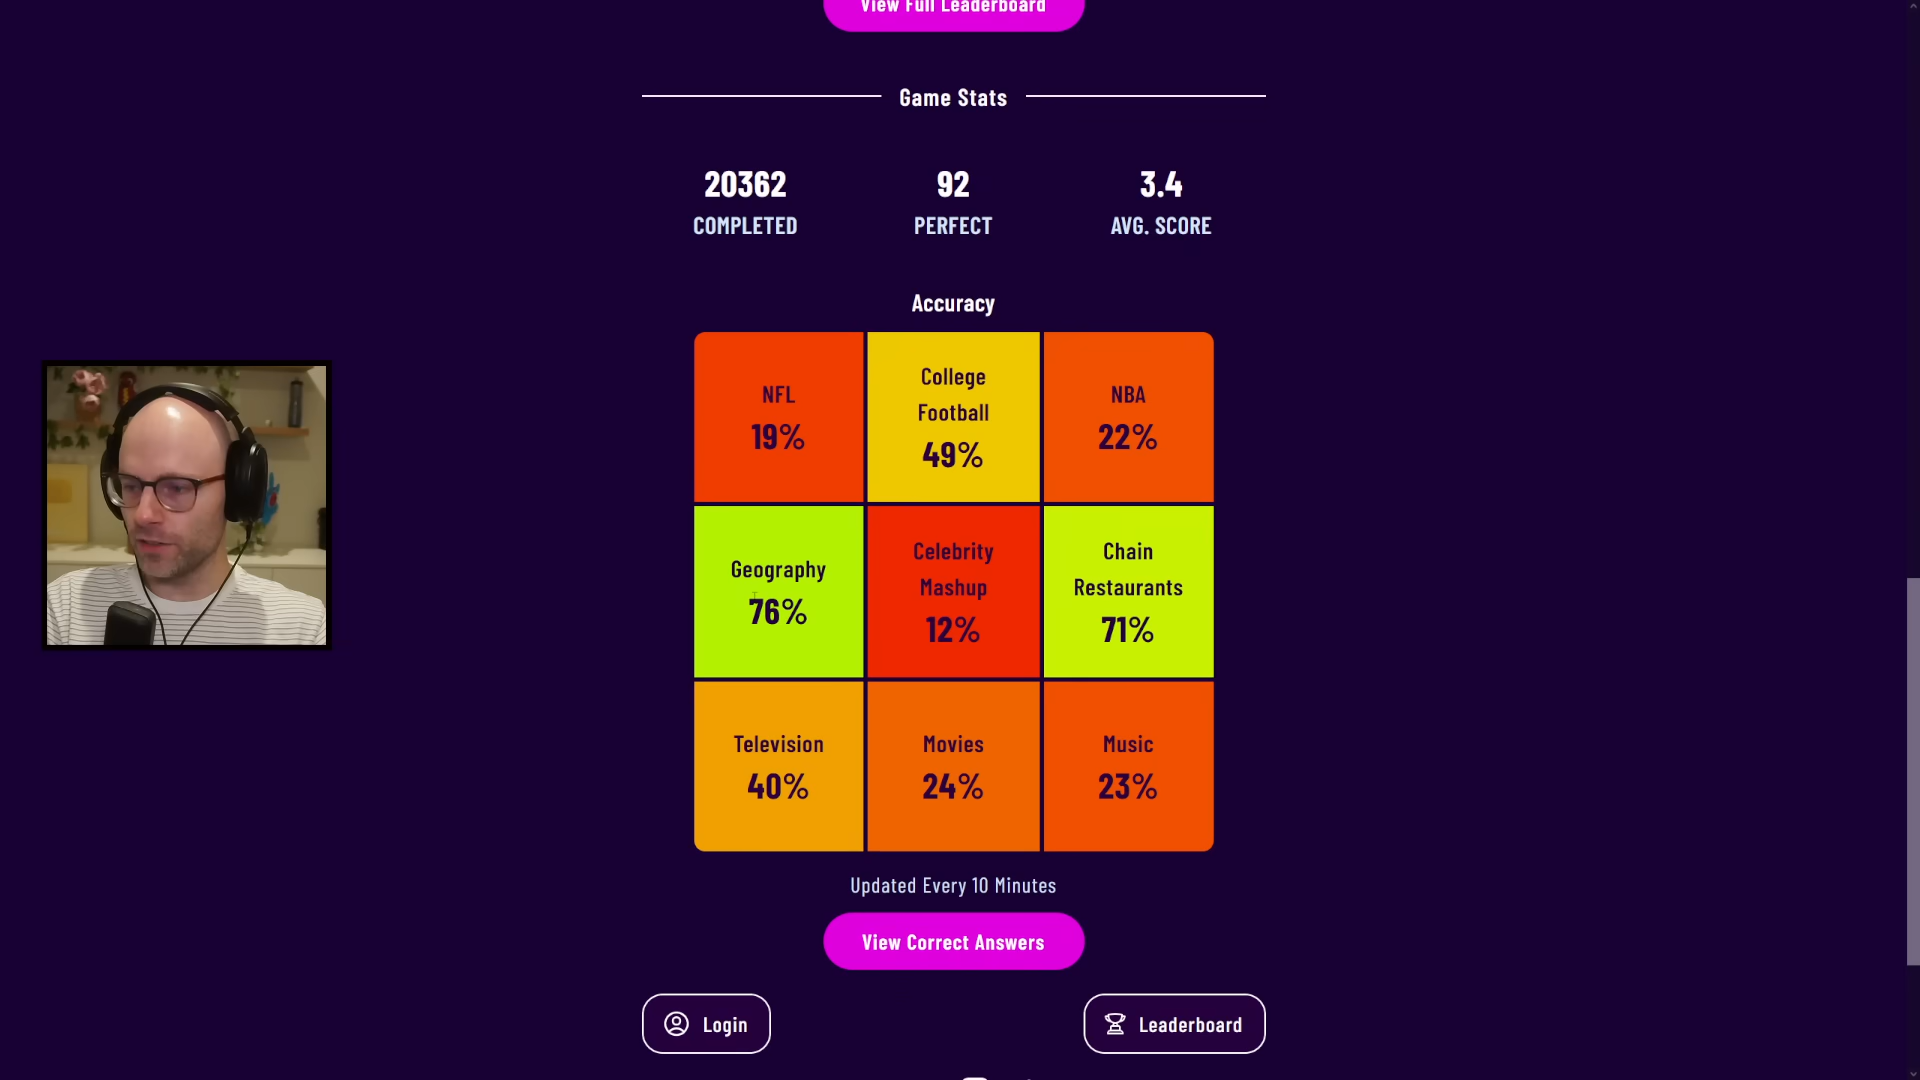 View Full Leaderboard
Game Stats
20362
COMPLETED
92
PERFECT
3.4
AVG. SCORE
Accuracy
NFL
19%
College
Football
49%
NBA
22%
Geography
76%
Celebrity
Mashup
12%
Chain
Restaurants
71%
Television
40%
Movies
24%
Music
23%
Updated Every 10 Minutes
View Correct Answers
Login
Leaderboard